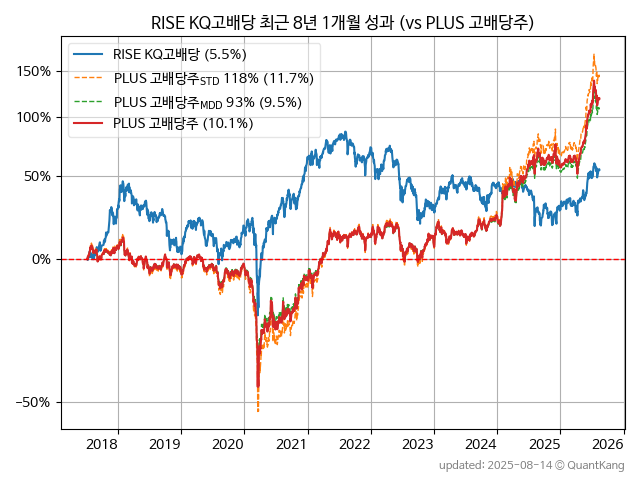 RISE KQ고배당 최근 8년 1개월 성과 (vs PLUS 고배당주)
RISE KQ고배당 (5.5%)
PLUS 고배당주STD 118% (11.7%)
PLUS 고배당주MDD 93% (9.5%)
PLUS 고배당주 (10.1%)
150%
100%
50%
0%
−50%
2018 2019 2020 2021 2022 2023 2024 2025 2026
updated: 2025-08-14 © QuantKang